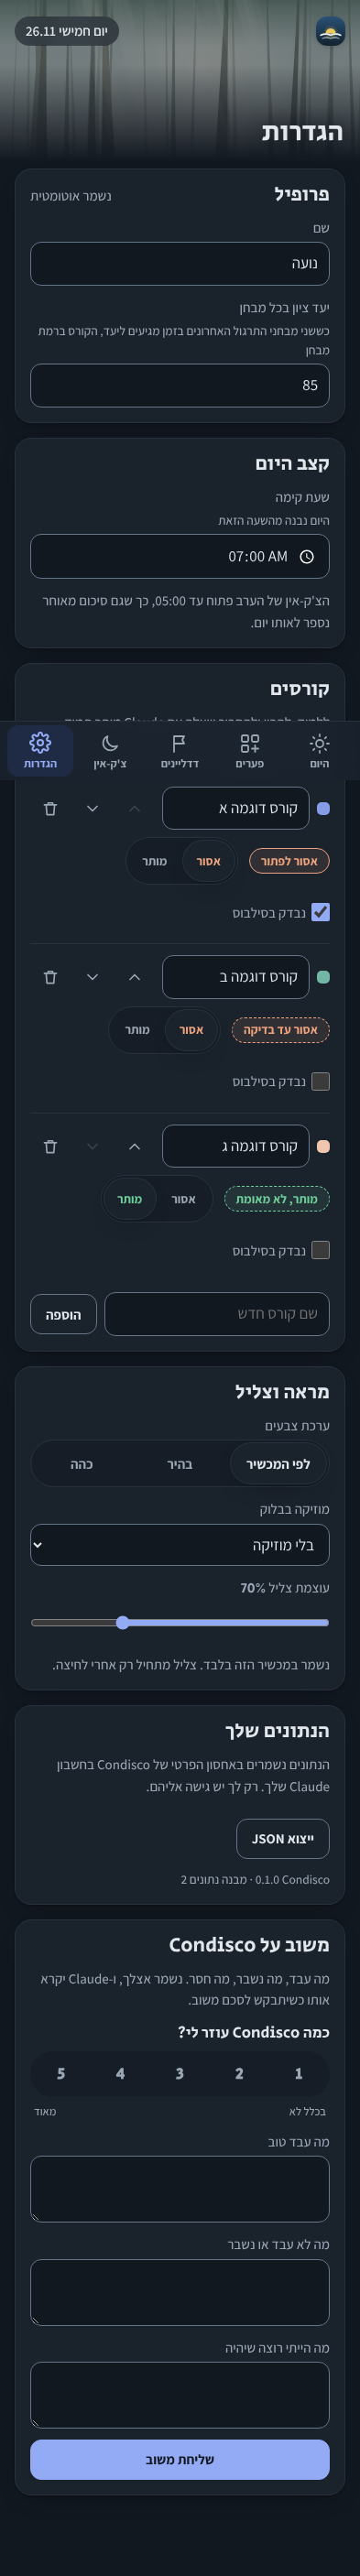 יום חמישי 26.11
הגדרות
פרופיל
נשמר אוטומטית
שם
נועה
יעד ציון בכל מבחן
כששני מבחני התרגול האחרונים בזמן מגיעים ליעד, הקורס ברמת
מבחן
85
קצב היום
שעת קימה
היום נבנה מהשעה הזאת
07:00 AM
הצ'ק-אין של הערב פתוח עד 05:00, כך שגם סיכום מאוחר
נספר לאותו יום.
קורסים
היום
פערים
דדליינים
צ'ק-אין
הגדרות
קורס דוגמה א
אסור לפתור
אסור
מותר
נבדק בסילבוס
קורס דוגמה ב
אסור עד בדיקה
אסור
מותר
נבדק בסילבוס
קורס דוגמה ג
מותר, לא מאומת
אסור
מותר
נבדק בסילבוס
שם קורס חדש
הוספה
מראה וצליל
ערכת צבעים
לפי המכשיר
בהיר
כהה
מוזיקה בבלוק
בלי מוזיקה
עוצמת צליל 70%
נשמר במכשיר הזה בלבד. צליל מתחיל רק אחרי לחיצה.
הנתונים שלך
הנתונים נשמרים באחסון הפרטי של Condisco בחשבון
Claude שלך. רק לך יש גישה אליהם.
ייצוא JSON
Condisco 0.1.0 · מבנה נתונים 2
משוב על Condisco
מה עבד, מה נשבר, מה חסר. נשמר אצלך, ו-Claude יקרא
אותו כשיתבקש לסכם משוב.
כמה Condisco עוזר לי?
1
2
3
4
5
בכלל לא
מאוד
מה עבד טוב
מה לא עבד או נשבר
מה הייתי רוצה שיהיה
שליחת משוב